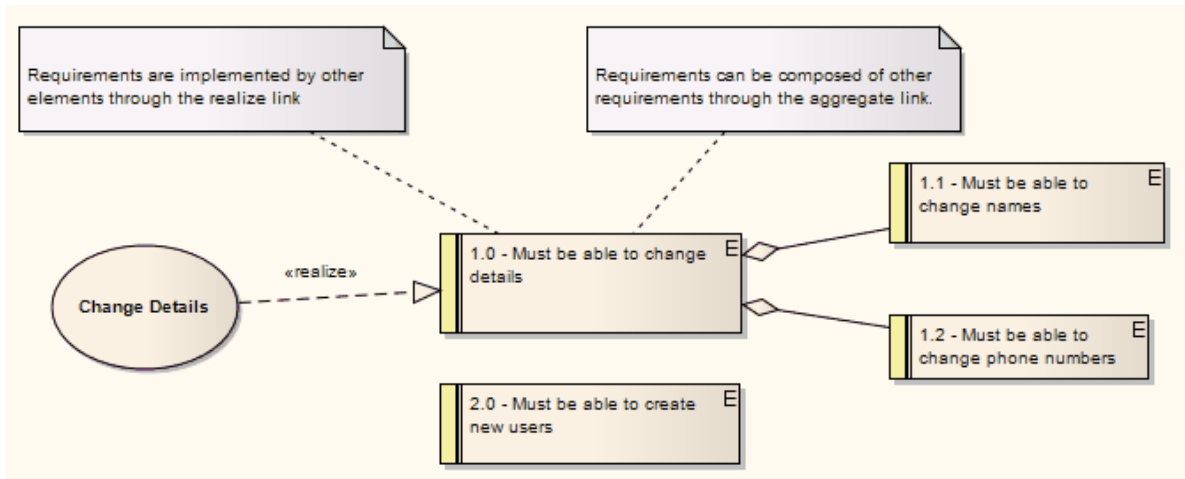 Requirements are implemented by other
elements through the realize link
Requirements can be composed of other
requirements through the aggregate link.
1.1 - Must be able to
change names
E
1.0 - Must be able to change
details
E
«realize»
Change Details
1.2 - Must be able to
change phone numbers
E
2.0 - Must be able to create
new users
E